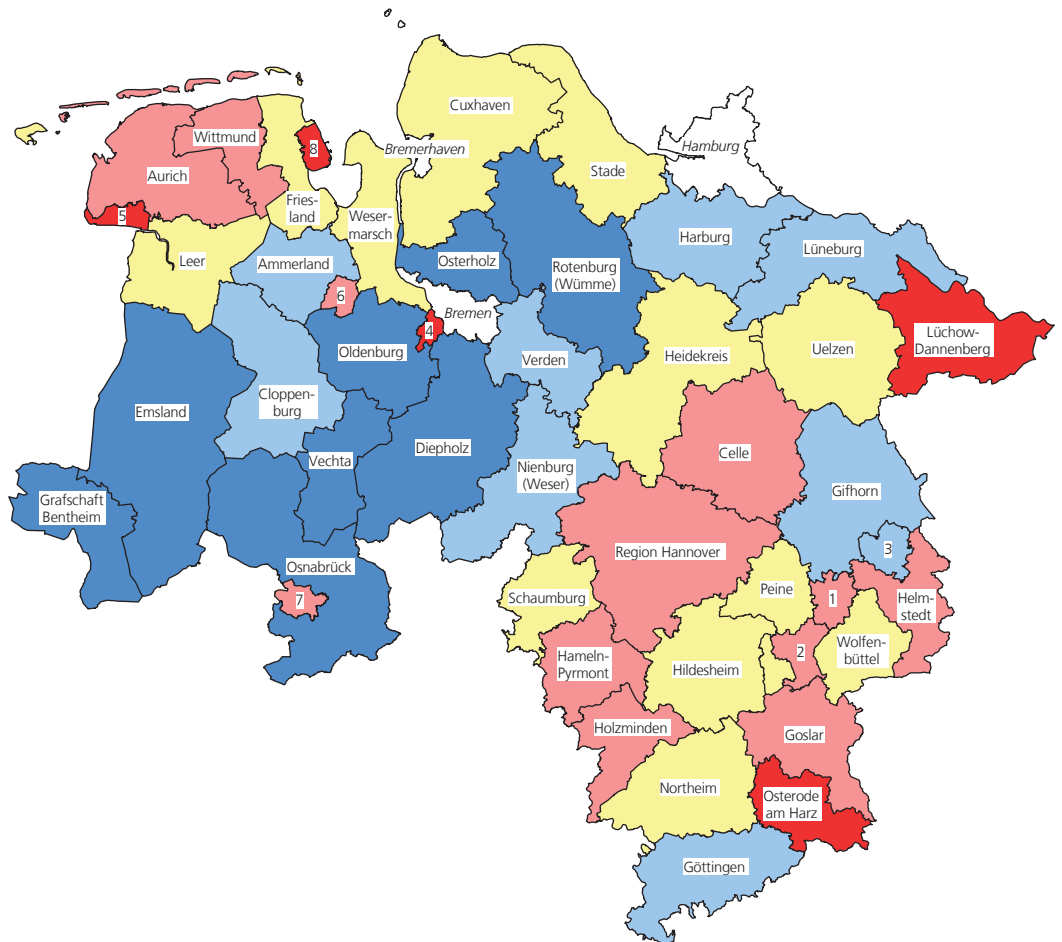 Cuxhaven
Wittmund
Bremerhaven
Hamburg
8
Stade
Aurich
Fries-
land
5
Weser-
marsch
Harburg
Lüneburg
Leer
Ammerland
Osterholz
Rotenburg
(Wümme)
6
Bremen
4
Lüchow-
Dannenberg
Oldenburg
Heidekreis
Uelzen
Verden
Cloppen-
burg
Emsland
Diepholz
Celle
Vechta
Nienburg
(Weser)
Gifhorn
Grafschaft
Bentheim
3
Region Hannover
Osnabrück
Peine
Schaumburg
7
1
Helm-
stedt
2
Wolfen-
büttel
Hameln-
Pyrmont
Hildesheim
Holzminden
Goslar
Northeim
Osterode
am Harz
Göttingen